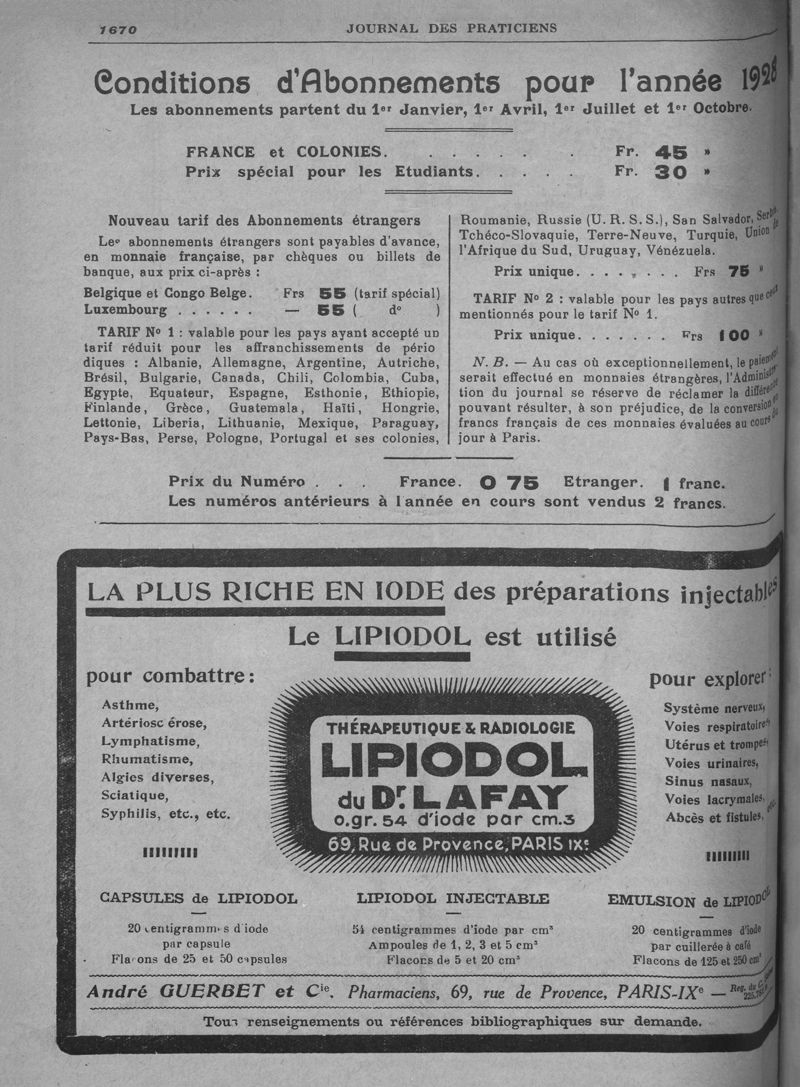 1670
JOURNAL DES PRATICIENS
Conditions d'Abonnements pour l'année 1928
Les abonnements partent du 1er Janvier, 1er Avril, 1er Juillet et 1er Octobre.
FRANCE et COLONIES. . . . . . . Fr. 45 »
Prix spécial pour les Etudiants. . . . . Fr. 30 »
Nouveau tarif des Abonnements étrangers
Les abonnements étrangers sont payables d'avance,
en monnaie française, par chèques ou billets de
banque, aux prix ci-après :
Belgique et Congo Belge. Frs 55 (tarif spécial)
Luxembourg . . . . . . — 55 ( do )
TARIF No 1 : valable pour les pays ayant accepté un
tarif réduit pour les affranchissements de pério
diques : Albanie, Allemagne, Argentine, Autriche,
Brésil, Bulgarie, Canada, Chili, Colombia, Cuba,
Egypte, Equateur, Espagne, Esthonie, Ethiopie,
Finlande, Grèce, Guatemala, Haïti, Hongrie,
Lettonie, Liberia, Lithuanie, Mexique, Paraguay,
Pays-Bas, Perse, Pologne, Portugal et ses colonies,
Roumanie, Russie (U. R. S. S.), San Salvador,
Tchéco-Slovaquie, Terre-Neuve, Turquie, Union
l'Afrique du Sud, Uruguay, Vénézuela.
Prix unique. . . . . . . . Frs 75 »
TARIF No 2 : valable pour les pays autres que ceux
mentionnés pour le tarif No 1.
Prix unique. . . . . . . Frs 100 »
N. B. — Au cas où exceptionnellement, le paiement
serait effectué en monnaies étrangères, l'Administra
tion du journal se réserve de réclamer la différence
pouvant résulter, à son préjudice, de la conversion
francs français de ces monnaies évaluées au cours
jour à Paris.
Prix du Numéro . . . France. 0 75 Etranger. 1 franc.
Les numéros antérieurs à l année en cours sont vendus 2 francs.
LA PLUS RICHE EN IODE des préparations injectables
Le LIPIODOL est utilisé
pour combattre :
Asthme,
Artériosc érose,
Lymphatisme,
Rhumatisme,
Algies diverses,
Sciatique,
Syphilis, etc., etc.
THÉRAPEUTIQUE & RADIOLOGIE
LIPIODOL
du Dr. LAFAY
0.gr. 54 d'iode par cm.3
69, Rue de Provence, PARIS IXe
pour explorer :
Système nerveux,
Voies respiratoires,
Utérus et trompes,
Voies urinaires,
Sinus nasaux,
Voies lacrymales,
Abcès et fistules.
CAPSULES de LIPIODOL
20 centigrammes d'iode
par capsule
Flacons de 25 et 50 capsules
LIPIODOL INJECTABLE
54 centigrammes d'iode par cm³
Ampoules de 1, 2, 3 et 5 cm³
Flacons de 5 et 20 cm³
EMULSION de LIPIODOL
20 centigrammes d'iode
par cuillerée à café
Flacons de 125 et 250 cm³
André GUERBET et Cie. Pharmaciens, 69, rue de Provence, PARIS-IXe —
Tous renseignements ou références bibliographiques sur demande.